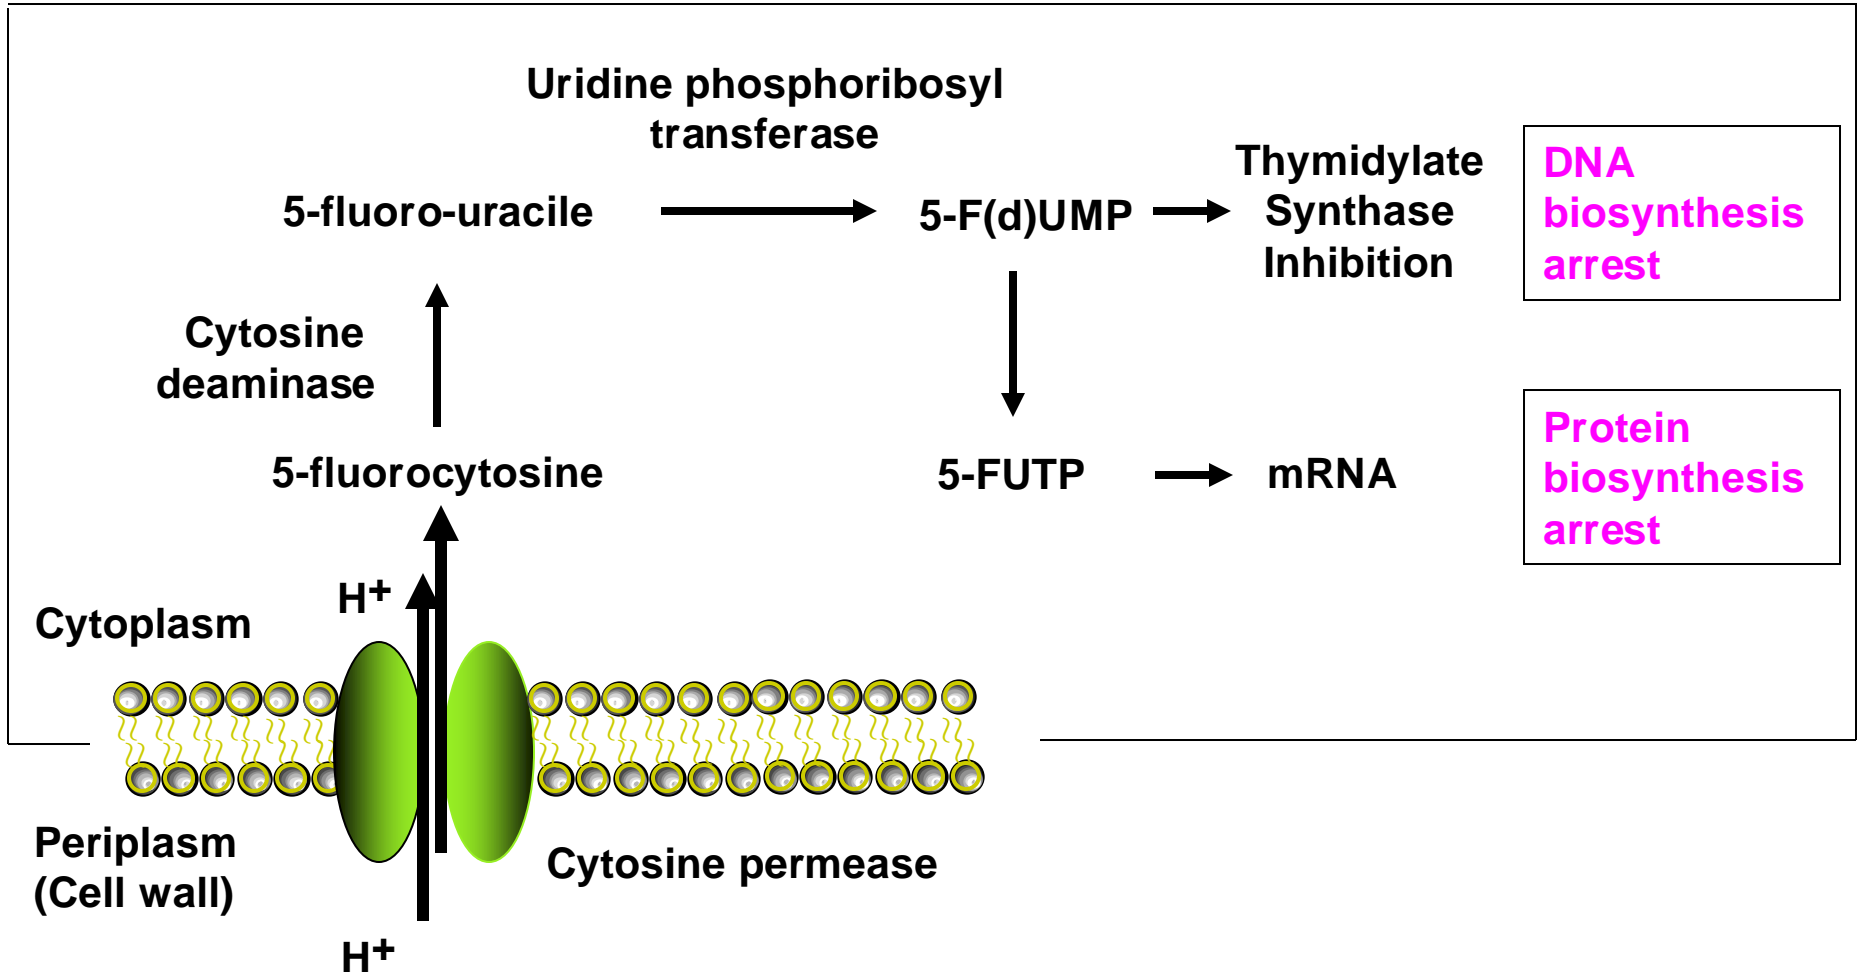 Uridine phosphoribosyl
transferase
5-fluoro-uracile
5-F(d)UMP
Thymidylate
Synthase
Inhibition
DNA
biosynthesis
arrest
Cytosine
deaminase
5-fluorocytosine
5-FUTP
mRNA
Protein
biosynthesis
arrest
H+
Cytoplasm
Periplasm
(Cell wall)
Cytosine permease
H+